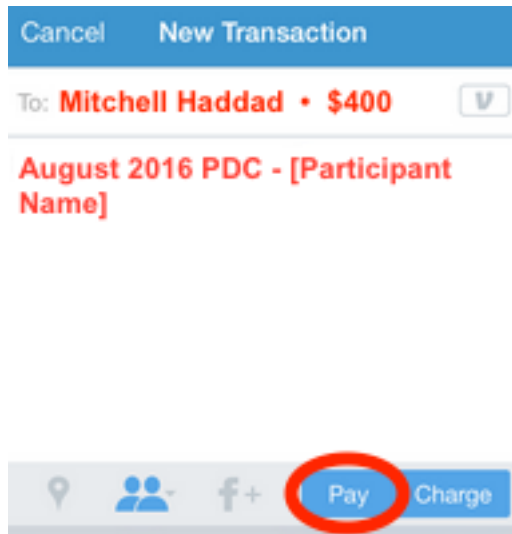 Cancel New Transaction
To: Mitchell Haddad • $400 V
August 2016 PDC - [Participant
Name]
f+ Pay Charge